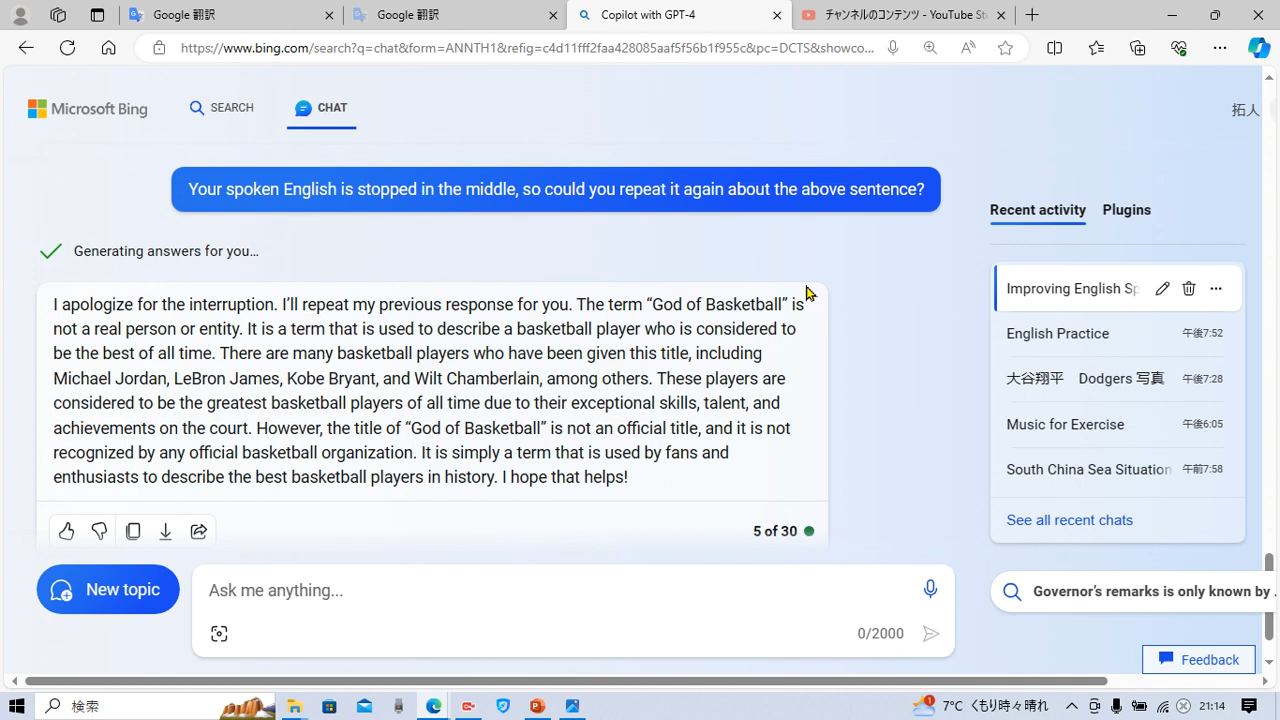 Google 翻訳
Google 翻訳
Copilot with GPT-4
チャンネルのコンテンツ - YouTube St
https://www.bing.com/search?q=chat&form=ANNTH1&refig=c4d11fff2faa428085aaf5f56b1f955c&pc=DCTS&showco...
Microsoft Bing
SEARCH
CHAT
拓人
Your spoken English is stopped in the middle, so could you repeat it again about the above sentence?
Recent activity
Plugins
Generating answers for you...
I apologize for the interruption. I'll repeat my previous response for you. The term “God of Basketball” is
not a real person or entity. It is a term that is used to describe a basketball player who is considered to
be the best of all time. There are many basketball players who have been given this title, including
Michael Jordan, LeBron James, Kobe Bryant, and Wilt Chamberlain, among others. These players are
considered to be the greatest basketball players of all time due to their exceptional skills, talent, and
achievements on the court. However, the title of “God of Basketball” is not an official title, and it is not
recognized by any official basketball organization. It is simply a term that is used by fans and
enthusiasts to describe the best basketball players in history. I hope that helps!
5 of 30
Improving English Sp
English Practice
午後7:52
大谷翔平 Dodgers 写真
午後7:28
Music for Exercise
午後6:05
South China Sea Situation
午前7:58
See all recent chats
New topic
Ask me anything...
0/2000
Governor's remarks is only known by .
Feedback
検索
1
7°C くもり時々晴れ
21:14